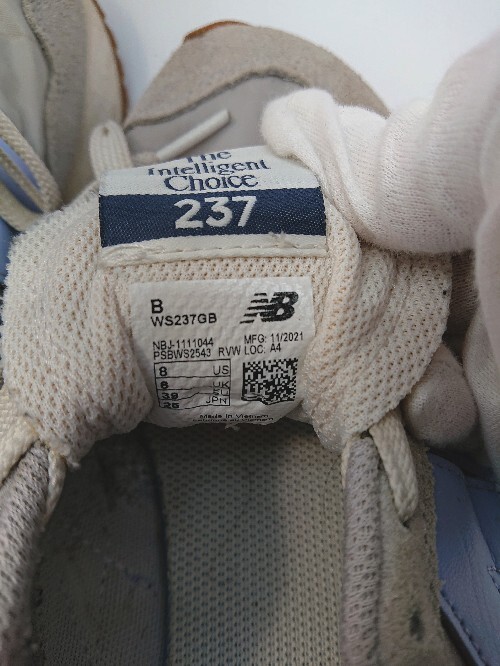 The
Intelligent
Choice
237
B
WS237GB
NB
NBJ-1111044 MFG: 11/2021
PSBWS2543 RVW LOC: A4
8 US
6 UK
39 EU
25 JPN
Made in Vietnam